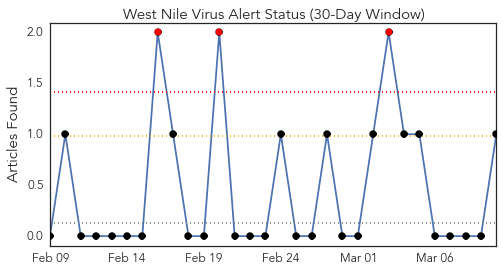 West Nile Virus Alert Status (30-Day Window)
Articles Found
2.0
1.5
1.0
0.5
0.0
Feb 09 Feb 14 Feb 19 Feb 24 Mar 01 Mar 06